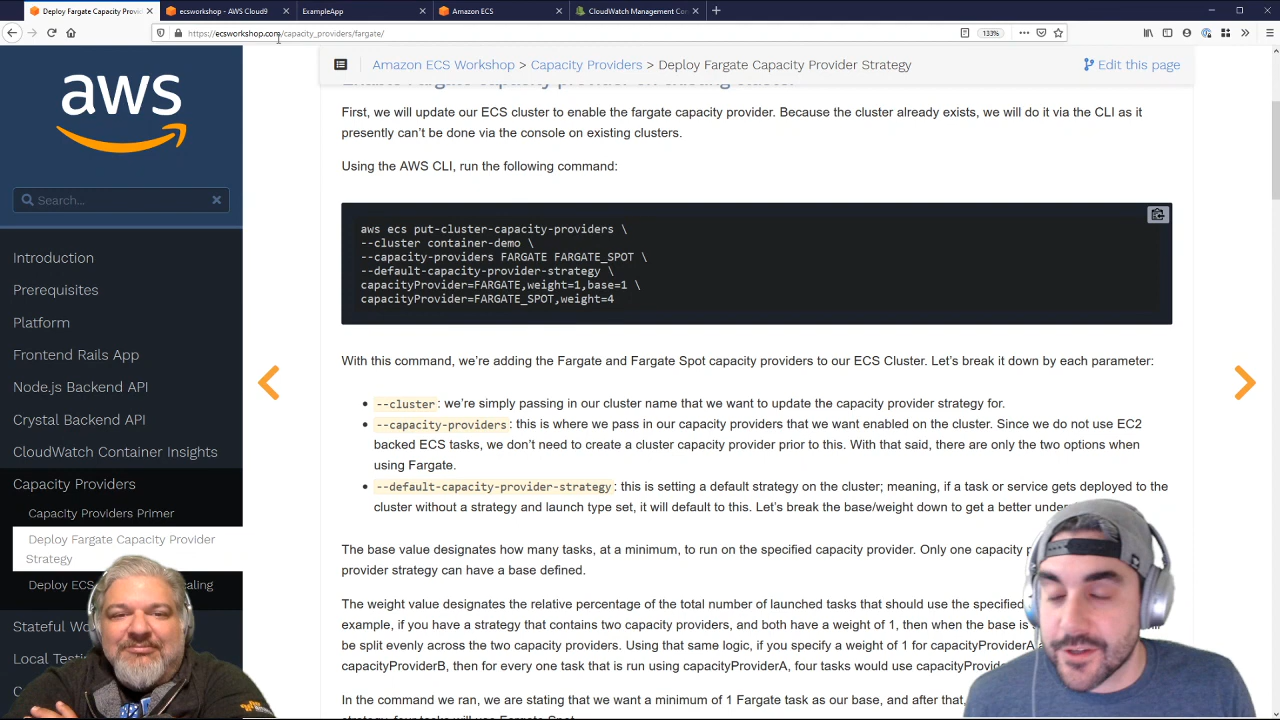 Deploy Fargate Capacity Provi
ecsworkshop - AWS Cloud9
ExampleApp
Amazon ECS
CloudWatch Management Con
https://ecsworkshop.com/capacity_providers/fargate/
133%
aws
Search...
Introduction
Prerequisites
Platform
Frontend Rails App
Node.js Backend API
Crystal Backend API
CloudWatch Container Insights
Capacity Providers
Capacity Providers Primer
Deploy Fargate Capacity Provider
Strategy
Deploy EC
Stateful Wo
Local Testi
Amazon ECS Workshop > Capacity Providers > Deploy Fargate Capacity Provider Strategy
Edit this page
Enable Fargate capacity provider on existing cluster
First, we will update our ECS cluster to enable the fargate capacity provider. Because the cluster already exists, we will do it via the CLI as it
presently can't be done via the console on existing clusters.
Using the AWS CLI, run the following command:
aws ecs put-cluster-capacity-providers \
--cluster container-demo \
--capacity-providers FARGATE FARGATE_SPOT \
--default-capacity-provider-strategy \
capacityProvider=FARGATE,weight=1,base=1 \
capacityProvider=FARGATE_SPOT,weight=4
With this command, we're adding the Fargate and Fargate Spot capacity providers to our ECS Cluster. Let's break it down by each parameter:
--cluster: we're simply passing in our cluster name that we want to update the capacity provider strategy for.
--capacity-providers: this is where we pass in our capacity providers that we want enabled on the cluster. Since we do not use EC2
backed ECS tasks, we don't need to create a cluster capacity provider prior to this. With that said, there are only the two options when
using Fargate.
--default-capacity-provider-strategy: this is setting a default strategy on the cluster; meaning, if a task or service gets deployed to the
cluster without a strategy and launch type set, it will default to this. Let's break the base/weight down to get a better under
The base value designates how many tasks, at a minimum, to run on the specified capacity provider. Only one capacity p
provider strategy can have a base defined.
The weight value designates the relative percentage of the total number of launched tasks that should use the specified
example, if you have a strategy that contains two capacity providers, and both have a weight of 1, then when the base is
be split evenly across the two capacity providers. Using that same logic, if you specify a weight of 1 for capacityProviderA
capacityProviderB, then for every one task that is run using capacityProviderA, four tasks would use capacityProvide
In the command we ran, we are stating that we want a minimum of 1 Fargate task as our base, and after that,